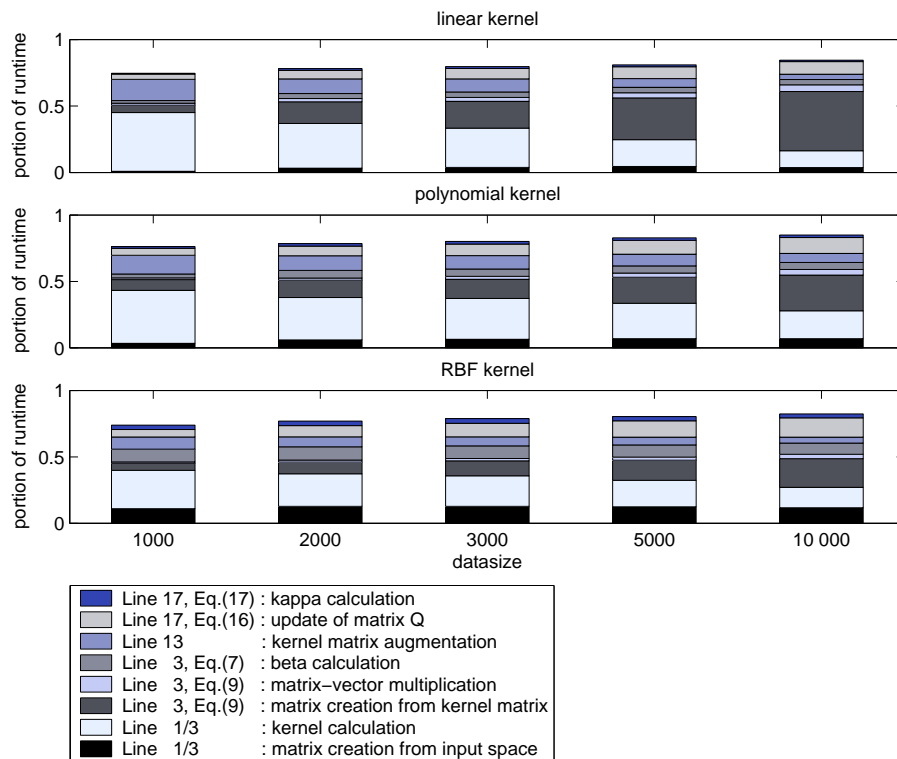 linear kernel
1
0.5
0
portion of runtime
polynomial kernel
1
0.5
0
portion of runtime
RBF kernel
1
0.5
0
portion of runtime
1000 2000 3000 5000 10 000
datasize
Line 17, Eq.(17) : kappa calculation
Line 17, Eq.(16) : update of matrix Q
Line 13 : kernel matrix augmentation
Line 3, Eq.(7) : beta calculation
Line 3, Eq.(9) : matrix−vector multiplication
Line 3, Eq.(9) : matrix creation from kernel matrix
Line 1/3 : kernel calculation
Line 1/3 : matrix creation from input space